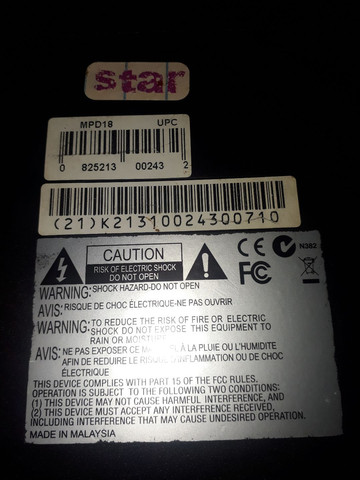 star
MPD18 UPC
0 825213 00243 2
(21)K21310024300710
CAUTION
RISK OF ELECTRIC SHOCK
DO NOT OPEN
CE N382
FC
WARNING: SHOCK HAZARD-DO NOT OPEN
AVIS: RISQUE DE CHOC ÉLECTRIQUE-NE PAS OUVRIR
WARNING: TO REDUCE THE RISK OF FIRE OR ELECTRIC
SHOCK DO NOT EXPOSE THIS EQUIPMENT TO
RAIN OR MOISTURE
AVIS: NE PAS EXPOSER CE À LA PLUIE OU L'HUMIDITE
AFIN DE REDUIRE LE RISQUE D'INFLAMMATION OU DE CHOC
ÉLECTRIQUE
THIS DEVICE COMPLIES WITH PART 15 OF THE FCC RULES.
OPERATION IS SUBJECT TO THE FOLLOWING TWO CONDITIONS:
(1) THIS DEVICE MAY NOT CAUSE HARMFUL INTERFERENCE, AND
(2) THIS DEVICE MUST ACCEPT ANY INTERFERENCE RECEIVED,
INCLUDING INTERFERENCE THAT MAY CAUSE UNDESIRED OPERATION.
MADE IN MALAYSIA